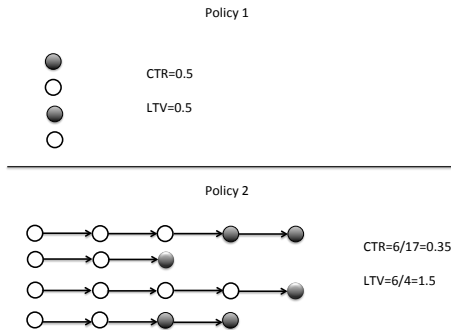 Policy 1
CTR=0.5
LTV=0.5
Policy 2
CTR=6/17=0.35
LTV=6/4=1.5